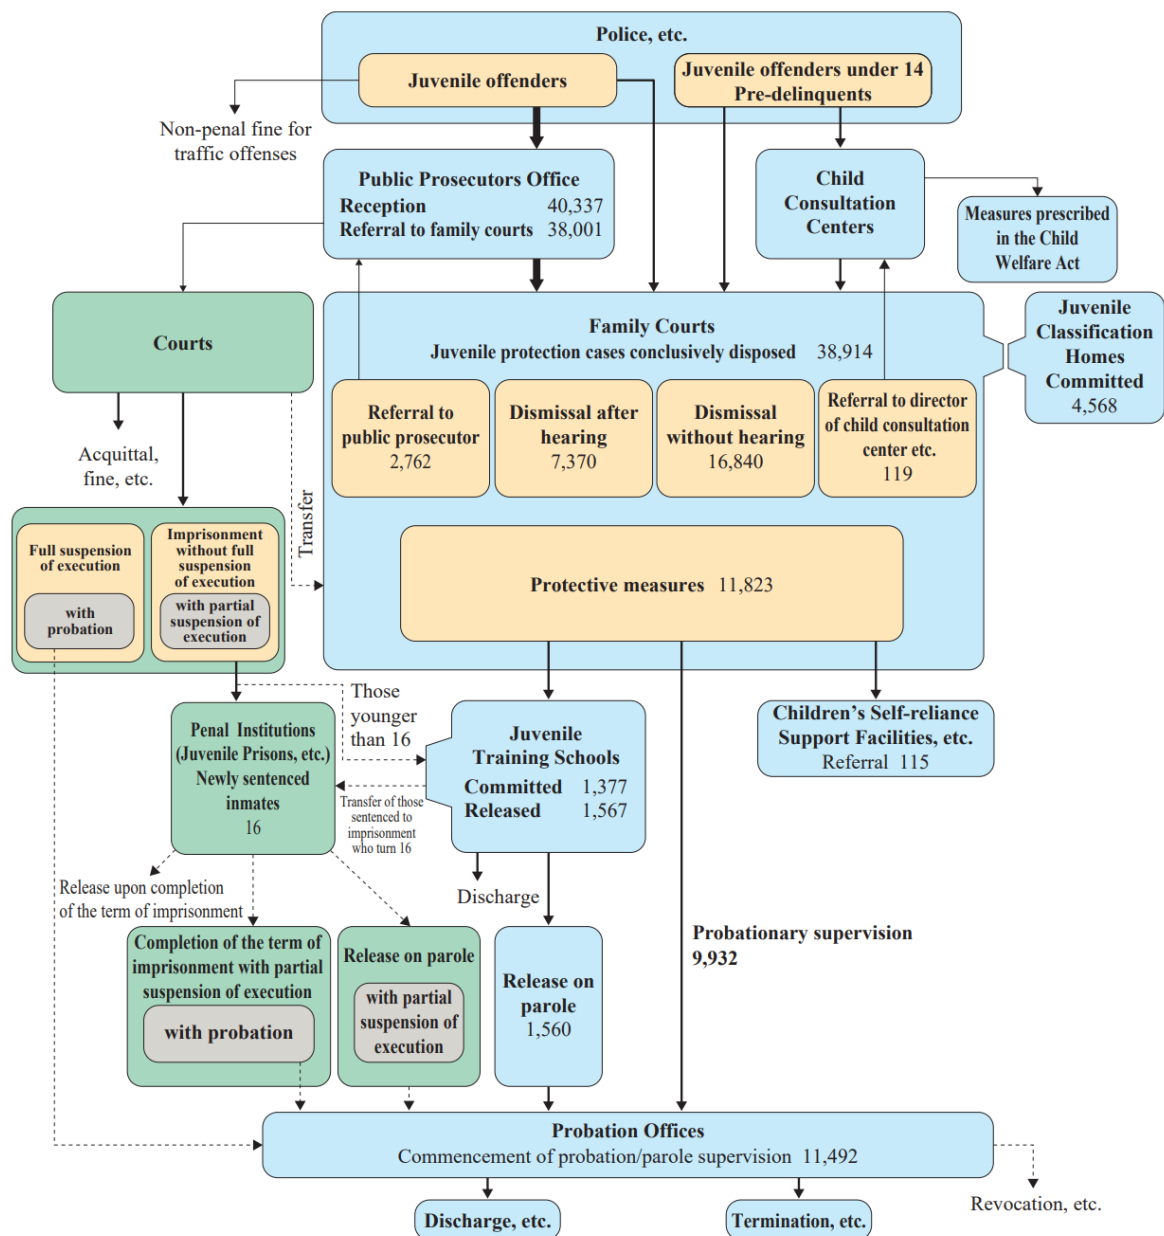 Police, etc.
Juvenile offenders
Juvenile offenders under 14
Pre-delinquents
Non-penal fine for
traffic offenses
Public Prosecutors Office
Reception 40,337
Referral to family courts 38,001
Child
Consultation
Centers
Measures prescribed
in the Child
Welfare Act
Courts
Family Courts
Juvenile protection cases conclusively disposed 38,914
Juvenile
Classification
Homes
Committed
4,568
Referral to
public prosecutor
2,762
Dismissal after
hearing
7,370
Dismissal
without hearing
16,840
Referral to director
of child consultation
center etc.
119
Acquittal,
fine, etc.
Transfer
Full suspension
of execution
with
probation
Imprisonment
without full
suspension
of execution
with partial
suspension of
execution
Protective measures 11,823
Those
younger
than 16
Penal Institutions
(Juvenile Prisons, etc.)
Newly sentenced
inmates
16
Juvenile
Training Schools
Committed 1,377
Released 1,567
Children's Self-reliance
Support Facilities, etc.
Referral 115
Transfer of those
sentenced to
imprisonment
who turn 16
Release upon completion
of the term of imprisonment
Discharge
Completion of the term of
imprisonment with partial
suspension of execution
with probation
Release on parole
with partial
suspension of
execution
Release on
parole
1,560
Probationary supervision
9,932
Probation Offices
Commencement of probation/parole supervision 11,492
Revocation, etc.
Discharge, etc.
Termination, etc.